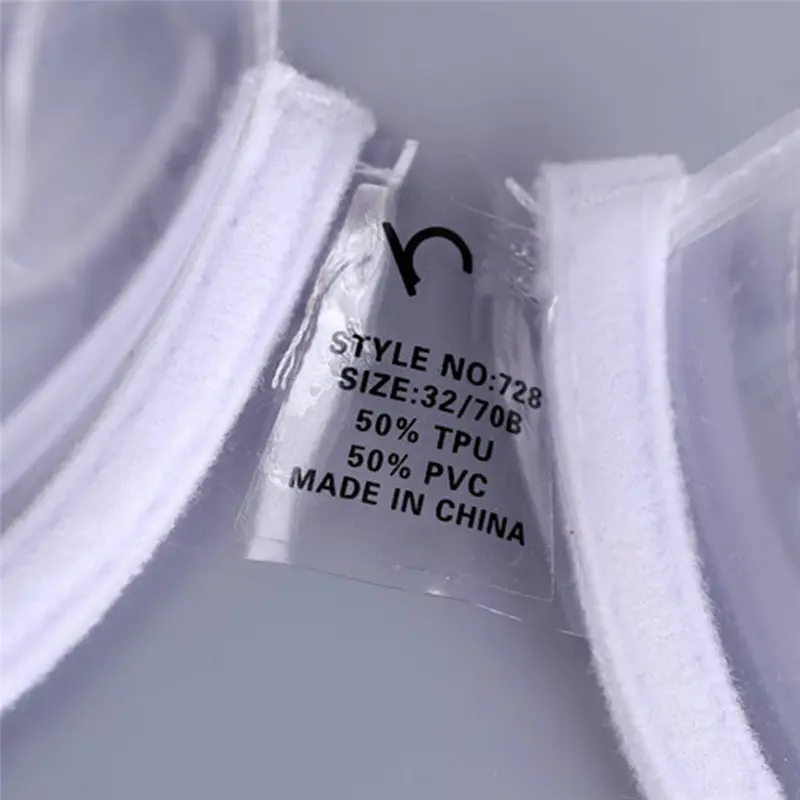 STYLE NO:728
SIZE:32/70B
50% TPU
50% PVC
MADE IN CHINA